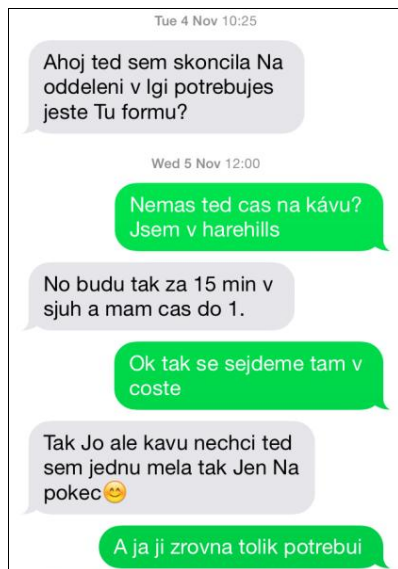 Tue 4 Nov 10:25
Ahoj ted sem skoncila Na
oddeleni v lgi potrebujes
jeste Tu formu?
Wed 5 Nov 12:00
Nemas ted cas na kávu?
Jsem v harehills
No budu tak za 15 min v
sjuh a mam cas do 1.
Ok tak se sejdeme tam v
coste
Tak Jo ale kavu nechci ted
sem jednu mela tak Jen Na
pokec😊
A ja ji zrovna tolik potrebui